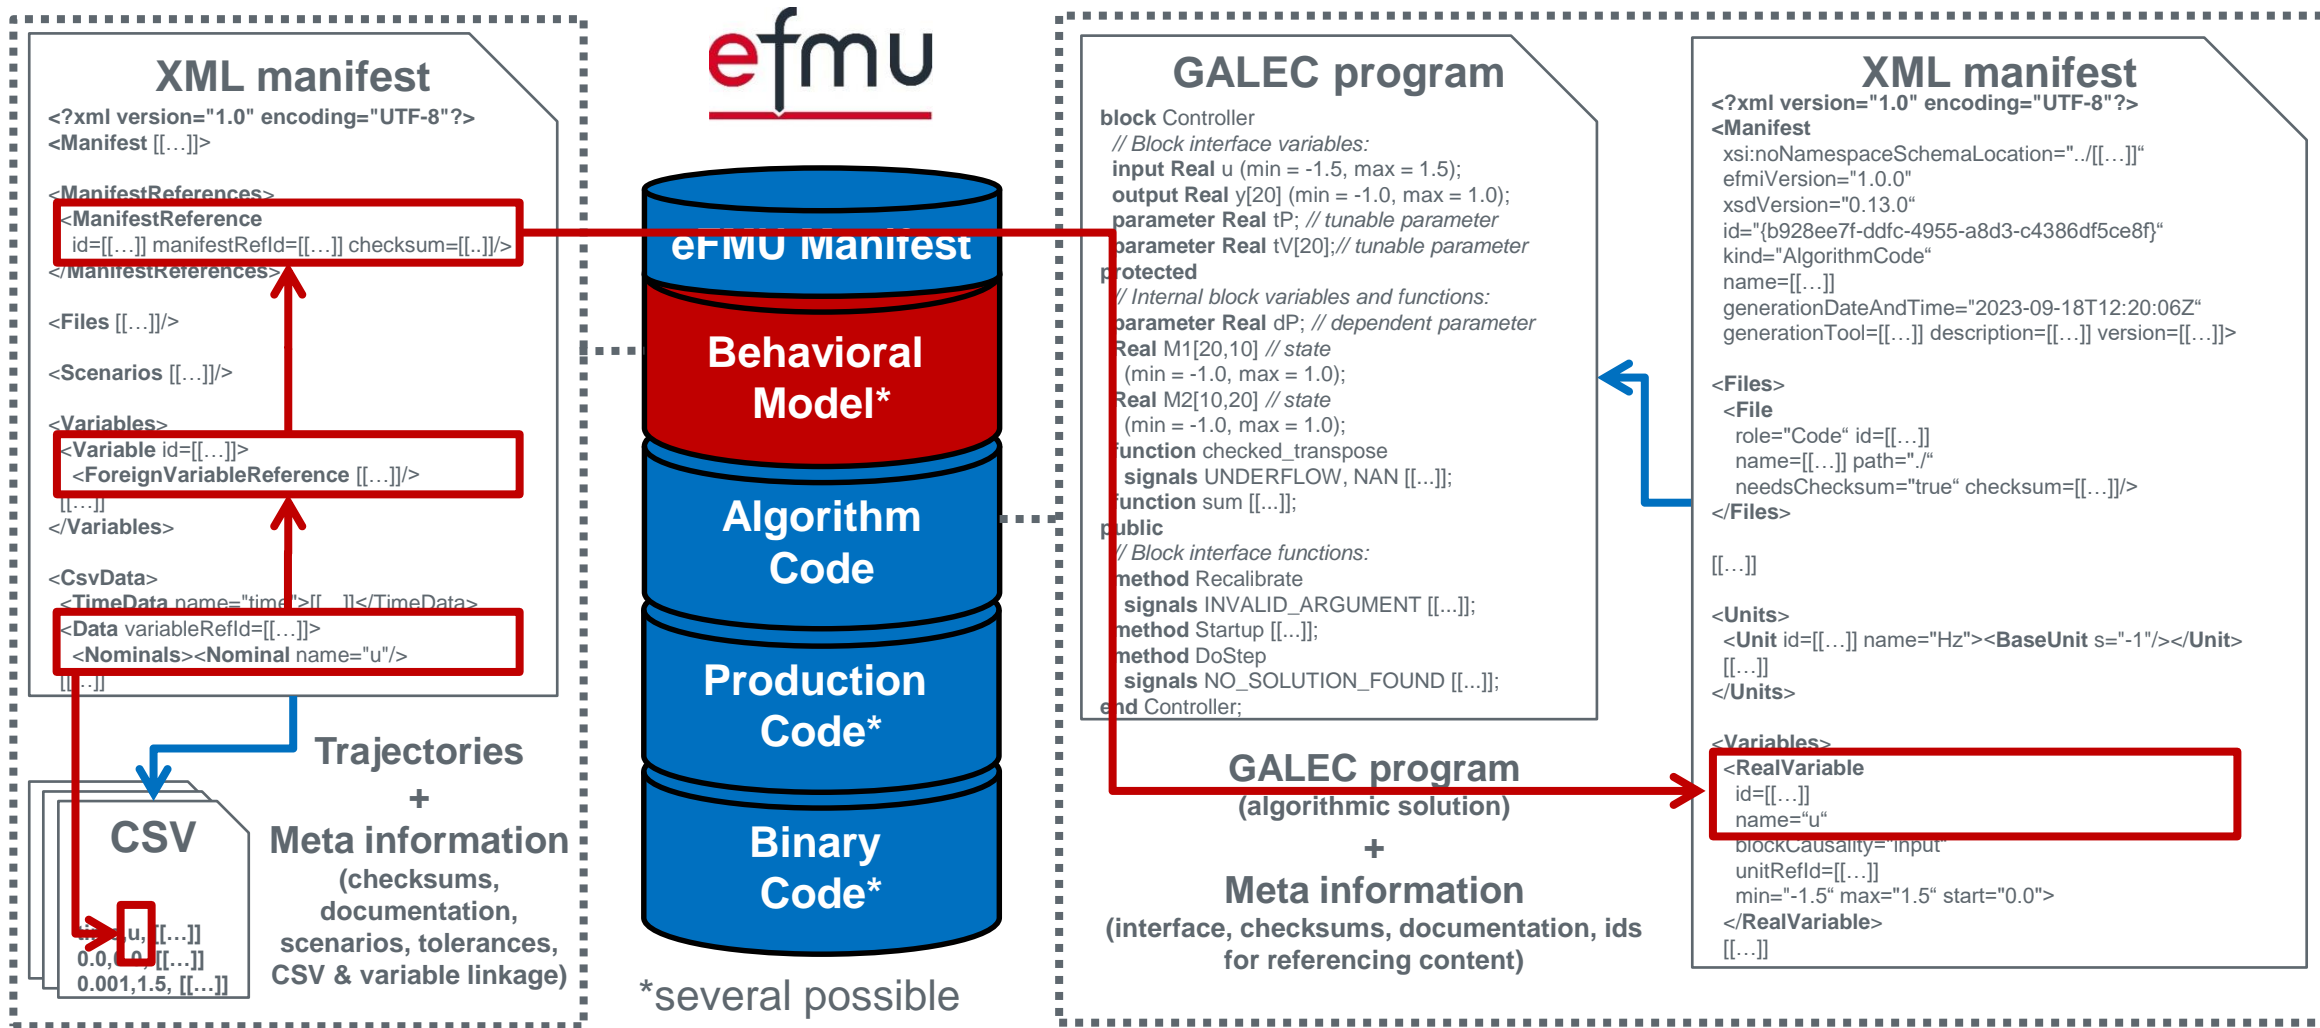 XML manifest
<?xml version="1.0" encoding="UTF-8"?>
<Manifest [[…]]>
<ManifestReferences>
<ManifestReference
id=[[…]] manifestRefId=[[…]] checksum=[[..]]/>
</ManifestReferences>
<Files [[…]]/>
<Scenarios [[…]]/>
<Variables>
<Variable id=[[…]]>
<ForeignVariableReference [[…]]/>
[[…]]
</Variables>
<CsvData>
<TimeData name="time">[[…]]</TimeData>
<Data variableRefId=[[…]]>
<Nominals><Nominal name="u"/>
[[…]]
CSV
time,u, [[…]]
0.0,0.0, [[…]]
0.001,1.5, [[…]]
Trajectories
+
Meta information
(checksums,
documentation,
scenarios, tolerances,
CSV & variable linkage)
efmu
eFMU Manifest
Behavioral
Model*
Algorithm
Code
Production
Code*
Binary
Code*
*several possible
GALEC program
block Controller
// Block interface variables:
input Real u (min = -1.5, max = 1.5);
output Real y[20] (min = -1.0, max = 1.0);
parameter Real tP; // tunable parameter
parameter Real tV[20];// tunable parameter
protected
// Internal block variables and functions:
parameter Real dP; // dependent parameter
Real M1[20,10] // state
(min = -1.0, max = 1.0);
Real M2[10,20] // state
(min = -1.0, max = 1.0);
function checked_transpose
signals UNDERFLOW, NAN [[...]];
function sum [[...]];
public
// Block interface functions:
method Recalibrate
signals INVALID_ARGUMENT [[...]];
method Startup [[...]];
method DoStep
signals NO_SOLUTION_FOUND [[...]];
end Controller;
GALEC program
(algorithmic solution)
+
Meta information
(interface, checksums, documentation, ids
for referencing content)
XML manifest
<?xml version="1.0" encoding="UTF-8"?>
<Manifest
xsi:noNamespaceSchemaLocation="../[[…]]“
efmiVersion="1.0.0"
xsdVersion="0.13.0“
id="{b928ee7f-ddfc-4955-a8d3-c4386df5ce8f}“
kind="AlgorithmCode“
name=[[…]]
generationDateAndTime="2023-09-18T12:20:06Z“
generationTool=[[…]] description=[[…]] version=[[…]]>
<Files>
<File
role="Code“ id=[[…]]
name=[[…]] path="./“
needsChecksum="true“ checksum=[[…]]/>
</Files>
[[…]]
<Units>
<Unit id=[[…]] name="Hz"><BaseUnit s="-1"/></Unit>
[[…]]
</Units>
<Variables>
<RealVariable
id=[[…]]
name=“u“
blockCausality="input“
unitRefId=[[…]]
min="-1.5“ max="1.5“ start="0.0">
</RealVariable>
[[…]]